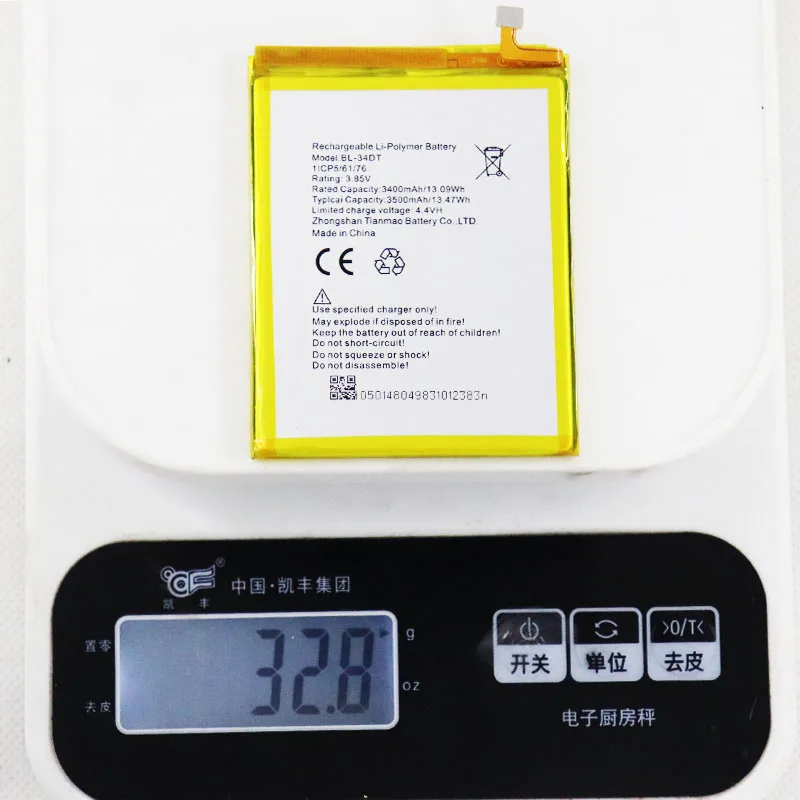 Rechargeable Li-Polymer Battery
Model: BL-34DT
1ICP5/61/76
Rating: 3.85V
Rated Capacity:3400mAh/13.09Wh
Typical Capacity:3500mAh/13.47Wh
Limited charge voltage: 4.4VH
Zhongshan Tianmao Battery Co.,LTD.
Made in China
CE
Use specified charger only!
May explode if disposed of in fire!
Keep the battery out of reach of children!
Do not short-circuit!
Do not squeeze or shock!
Do not disassemble!
050148049831012383n
凯丰® 中国·凯丰集团
置零 32.8 g
去皮 oz
开关 单位 >0/T< 去皮
电子厨房秤